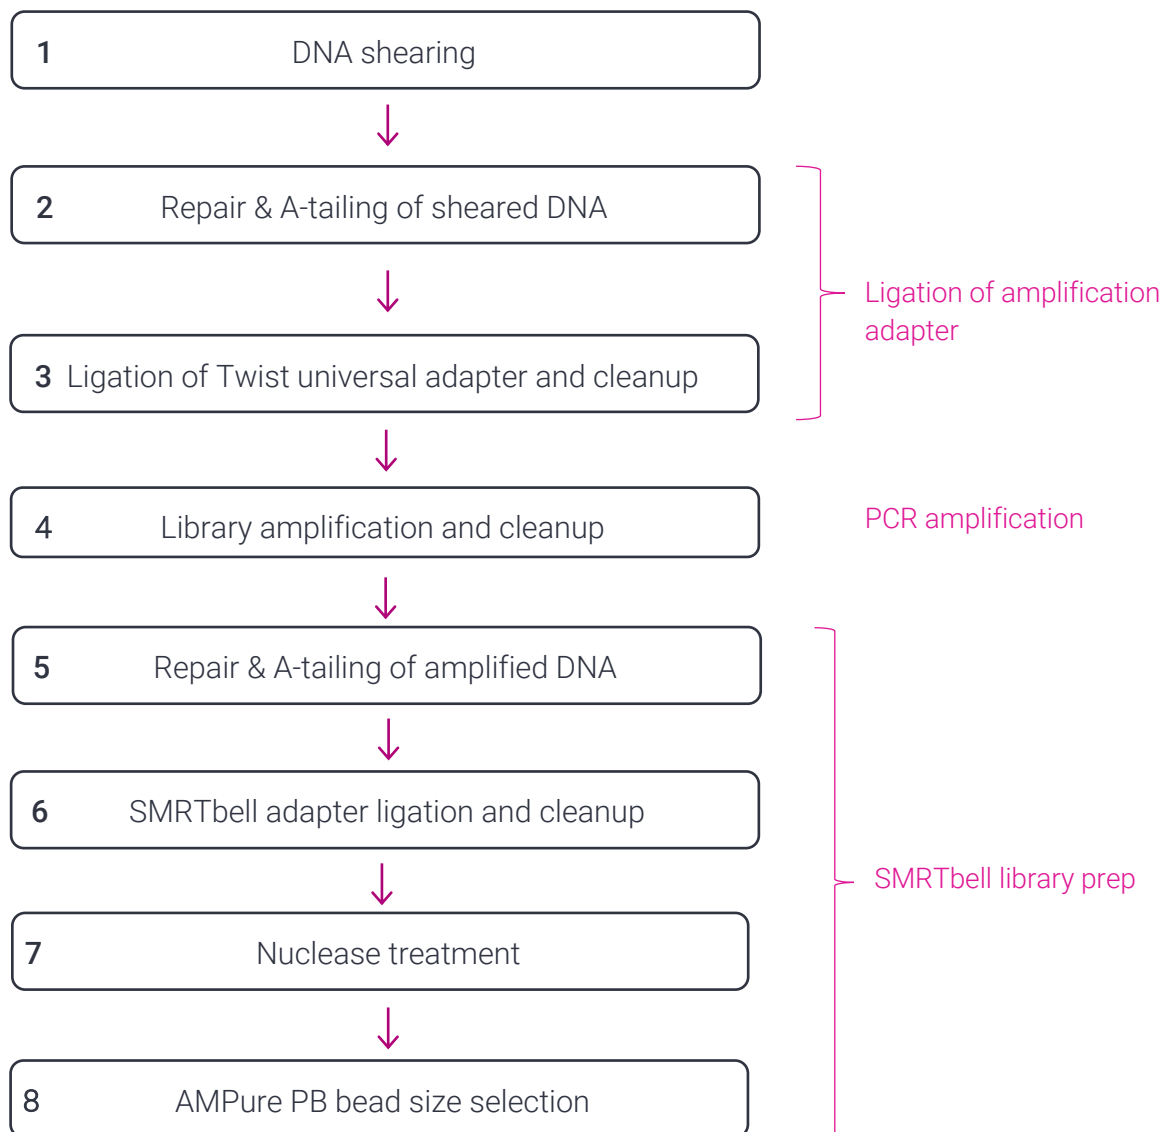 1 DNA shearing
2 Repair & A-tailing of sheared DNA
Ligation of amplification
adapter
3 Ligation of Twist universal adapter and cleanup
4 Library amplification and cleanup
PCR amplification
5 Repair & A-tailing of amplified DNA
6 SMRTbell adapter ligation and cleanup
SMRTbell library prep
7 Nuclease treatment
8 AMPure PB bead size selection